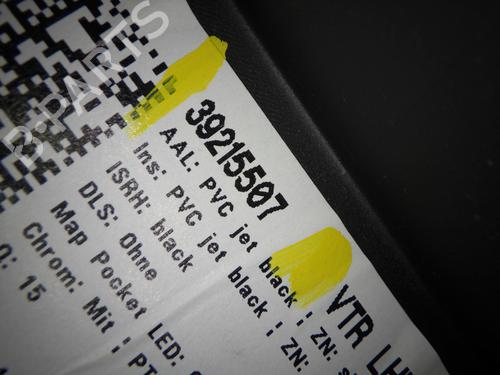 39215507 VTR
AAL: PVC jet black ; ZN:
Ins: PVC jet black ; ZN:
ISRH: black
DLS: Ohne
Map Pocket LED:
Chrom: Mit ;
: 15
B-PARTS